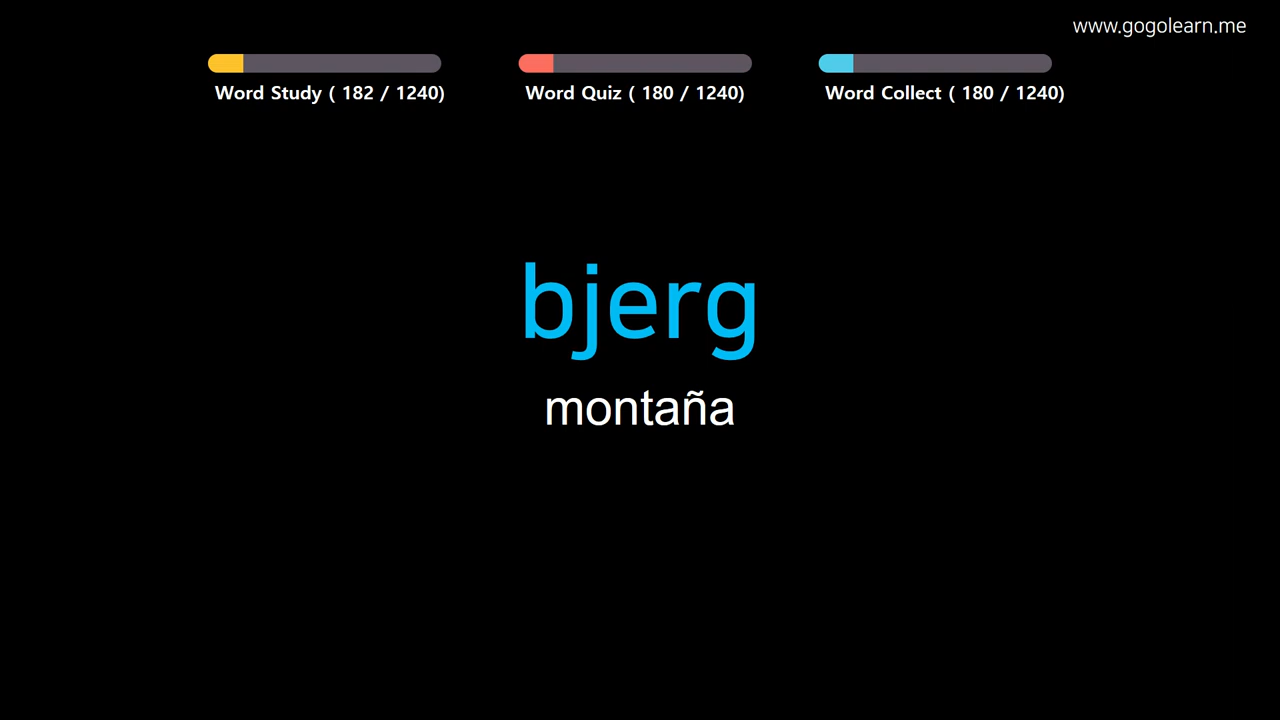 www.gogolearn.me
Word Study ( 182 / 1240)
Word Quiz ( 180 / 1240)
Word Collect ( 180 / 1240)
bjerg
montaña